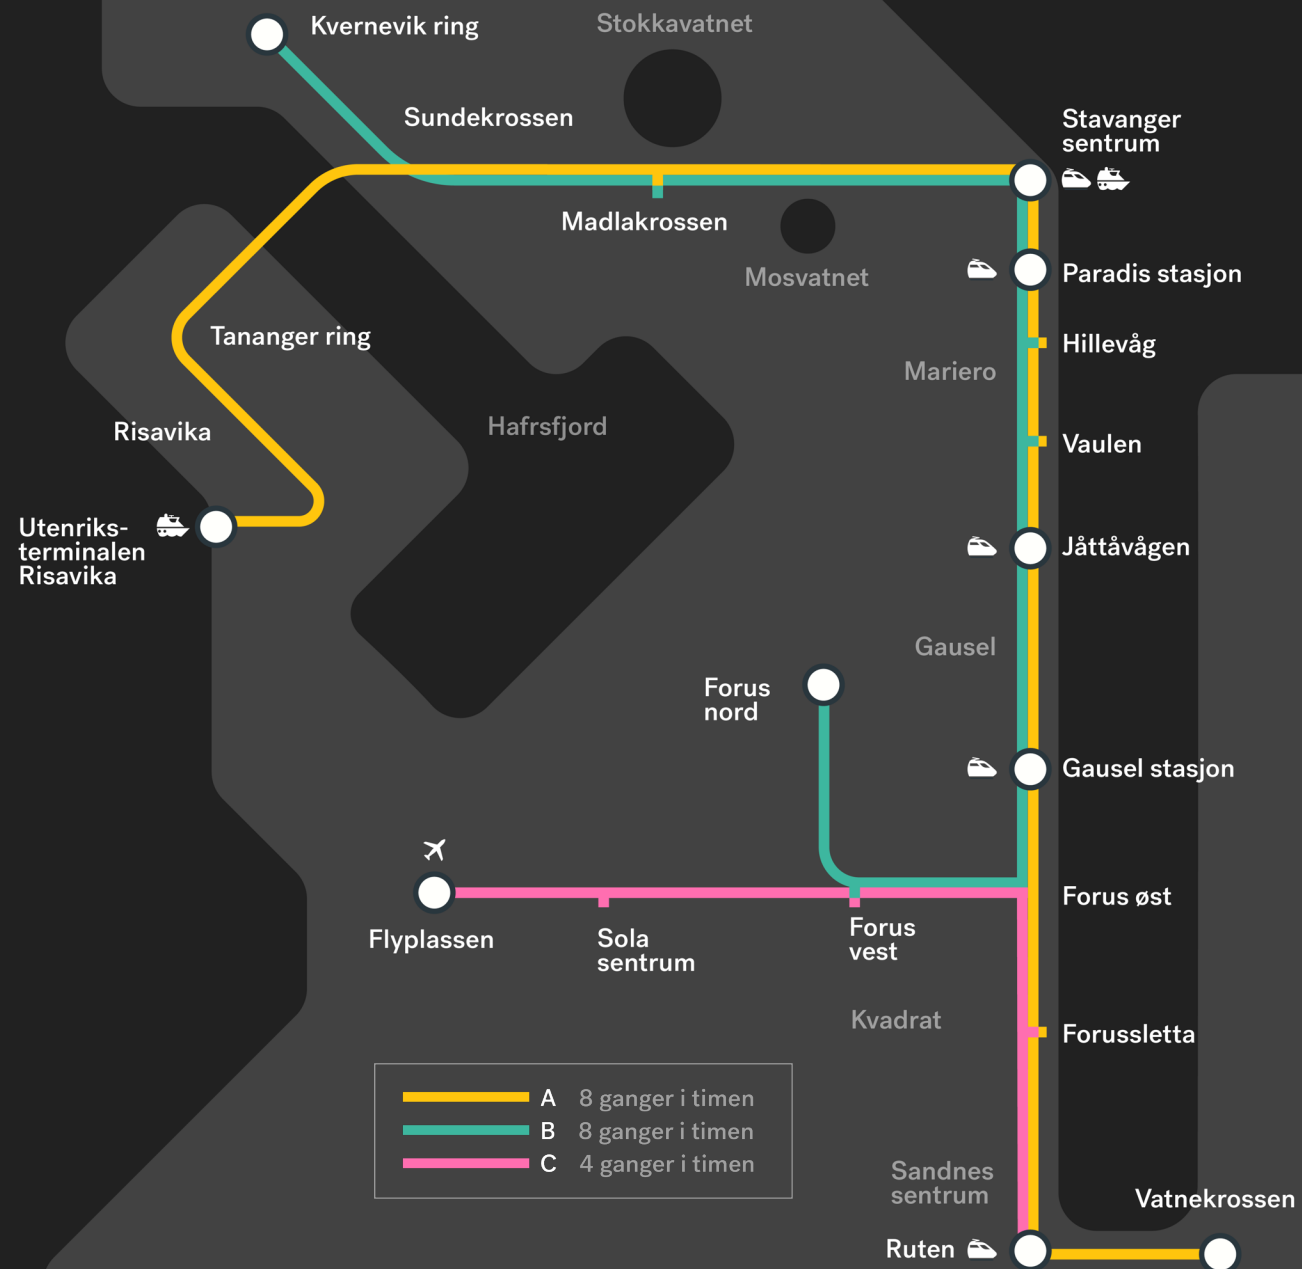 Kvernevik ring
Stokkavatnet
Sundekrossen
Stavanger
sentrum
Madlakrossen
Mosvatnet
Paradis stasjon
Tananger ring
Hillevåg
Mariero
Hafrsfjord
Risavika
Vaulen
Utenriks-
terminalen
Risavika
Jåttåvågen
Gausel
Forus
nord
Gausel stasjon
Forus øst
Flyplassen
Sola
sentrum
Forus
vest
Kvadrat
Forussletta
A 8 ganger i timen
B 8 ganger i timen
C 4 ganger i timen
Sandnes
sentrum
Vatnekrossen
Ruten